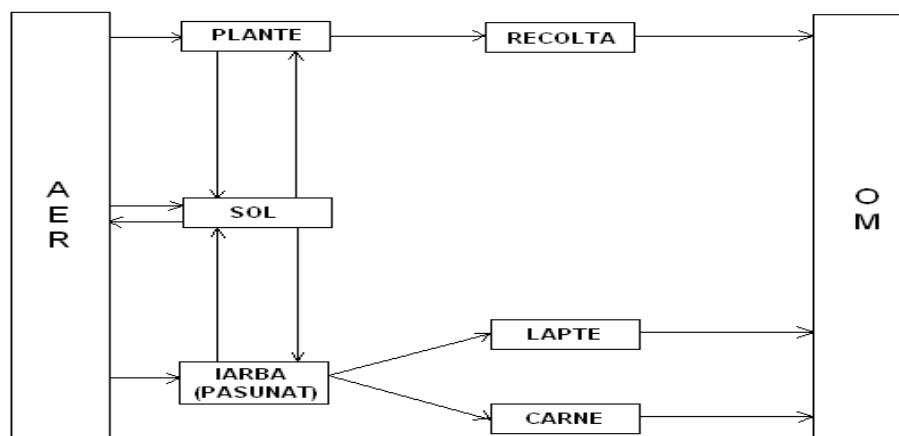 PLANTE
RECOLTA
A
E
R
SOL
O
M
LAPTE
IARBA
(PASUNAT)
CARNE